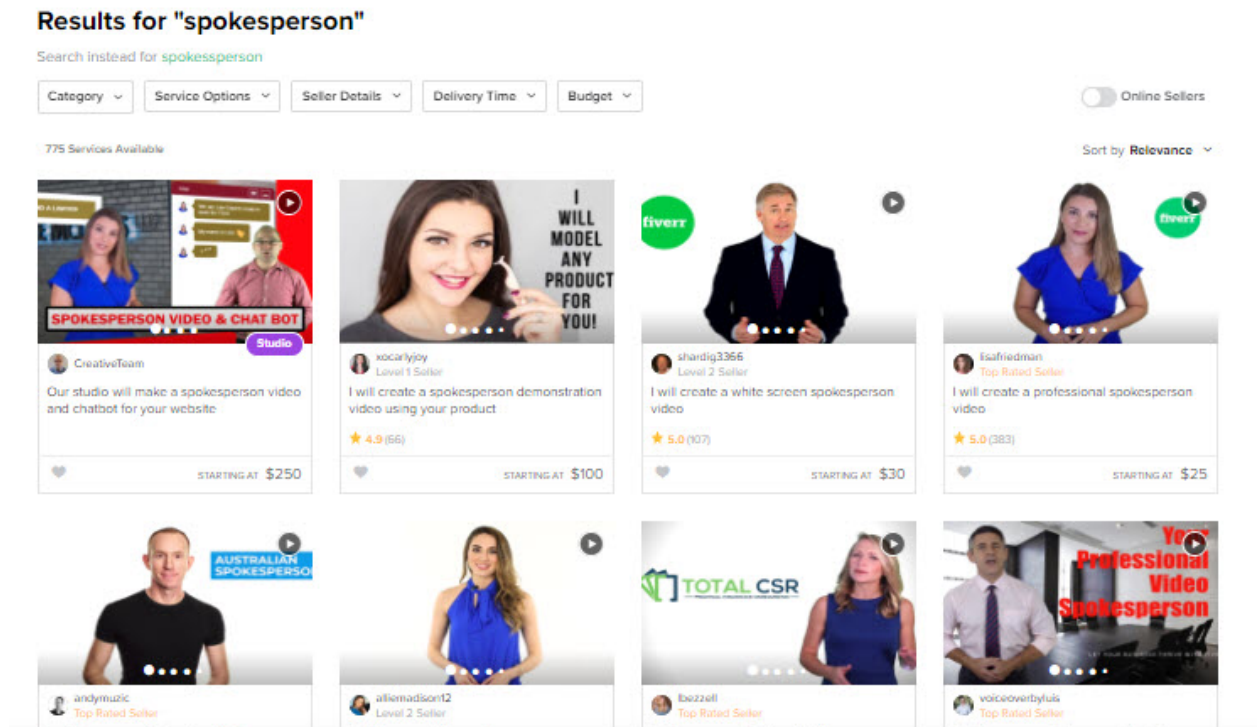 Results for "spokesperson"
Search instead for spokessperson
Category
Service Options
Seller Details
Delivery Time
Budget
Online Sellers
775 Services Available
Sort by Relevance
SPOKESPERSON VIDEO & CHAT BOT
Studio
CreativeTeam
Our studio will make a spokesperson video
and chatbot for your website
STARTING AT $250
I
WILL
MODEL
ANY
PRODUCT
FOR
YOU!
xocarlyjoy
Level 1 Seller
I will create a spokesperson demonstration
video using your product
4.9 (66)
STARTING AT $100
fiverr
shardig3366
Level 2 Seller
I will create a white screen spokesperson
video
5.0 (107)
STARTING AT $30
fiverr
lisafriedman
Top Rated Seller
I will create a professional spokesperson
video
5.0 (383)
STARTING AT $25
AUSTRALIAN
SPOKESPERSO
andymuzic
Top Rated Seller
alliemadison12
Level 2 Seller
TOTAL CSR
lbezzell
Top Rated Seller
Your
Professional
Video
Spokesperson
voiceoverbyluis
Top Rated Seller